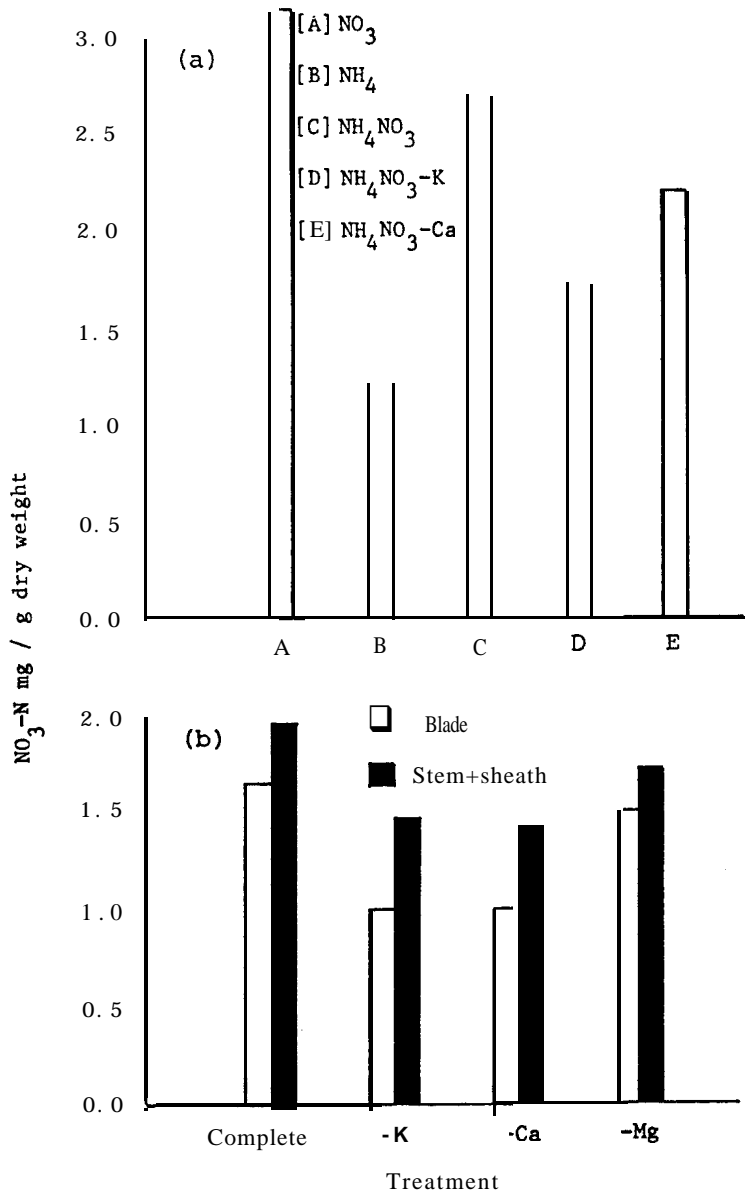 (a)
[A] NO3
[B] NH4
[C] NH4NO3
[D] NH4NO3-K
[E] NH4NO3-Ca
3.0
2.5
2.0
1.5
1.0
0.5
0.0
A B C D E
NO3-N mg / g dry weight
(b)
Blade
Stem+sheath
2.0
1.5
1.0
0.5
0.0
Complete -K -Ca -Mg
Treatment